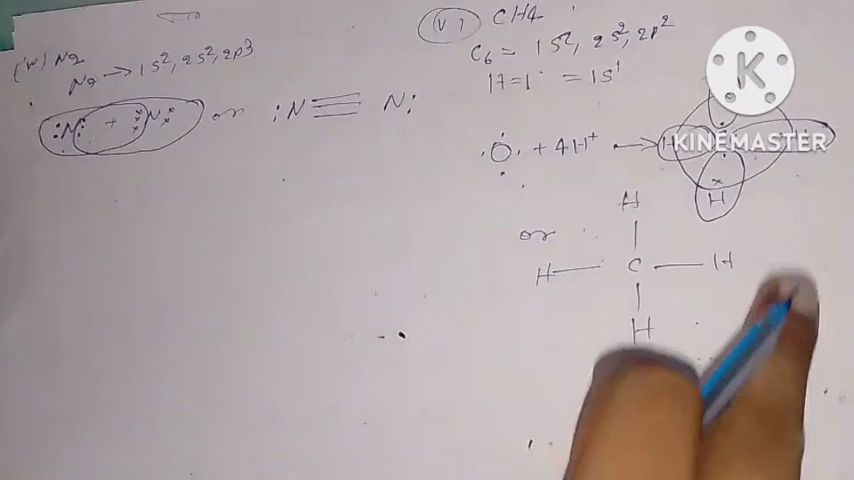 (iv) N2
N7 → 1s², 2s², 2p3
:N: + N or :N ≡ N:
(v) CH4
C6 = 1s², 2s², 2p²
H=1 = 1s¹
C + 4H+ → H
H
H
or
H
H — C — H
H
K
KINEMASTER